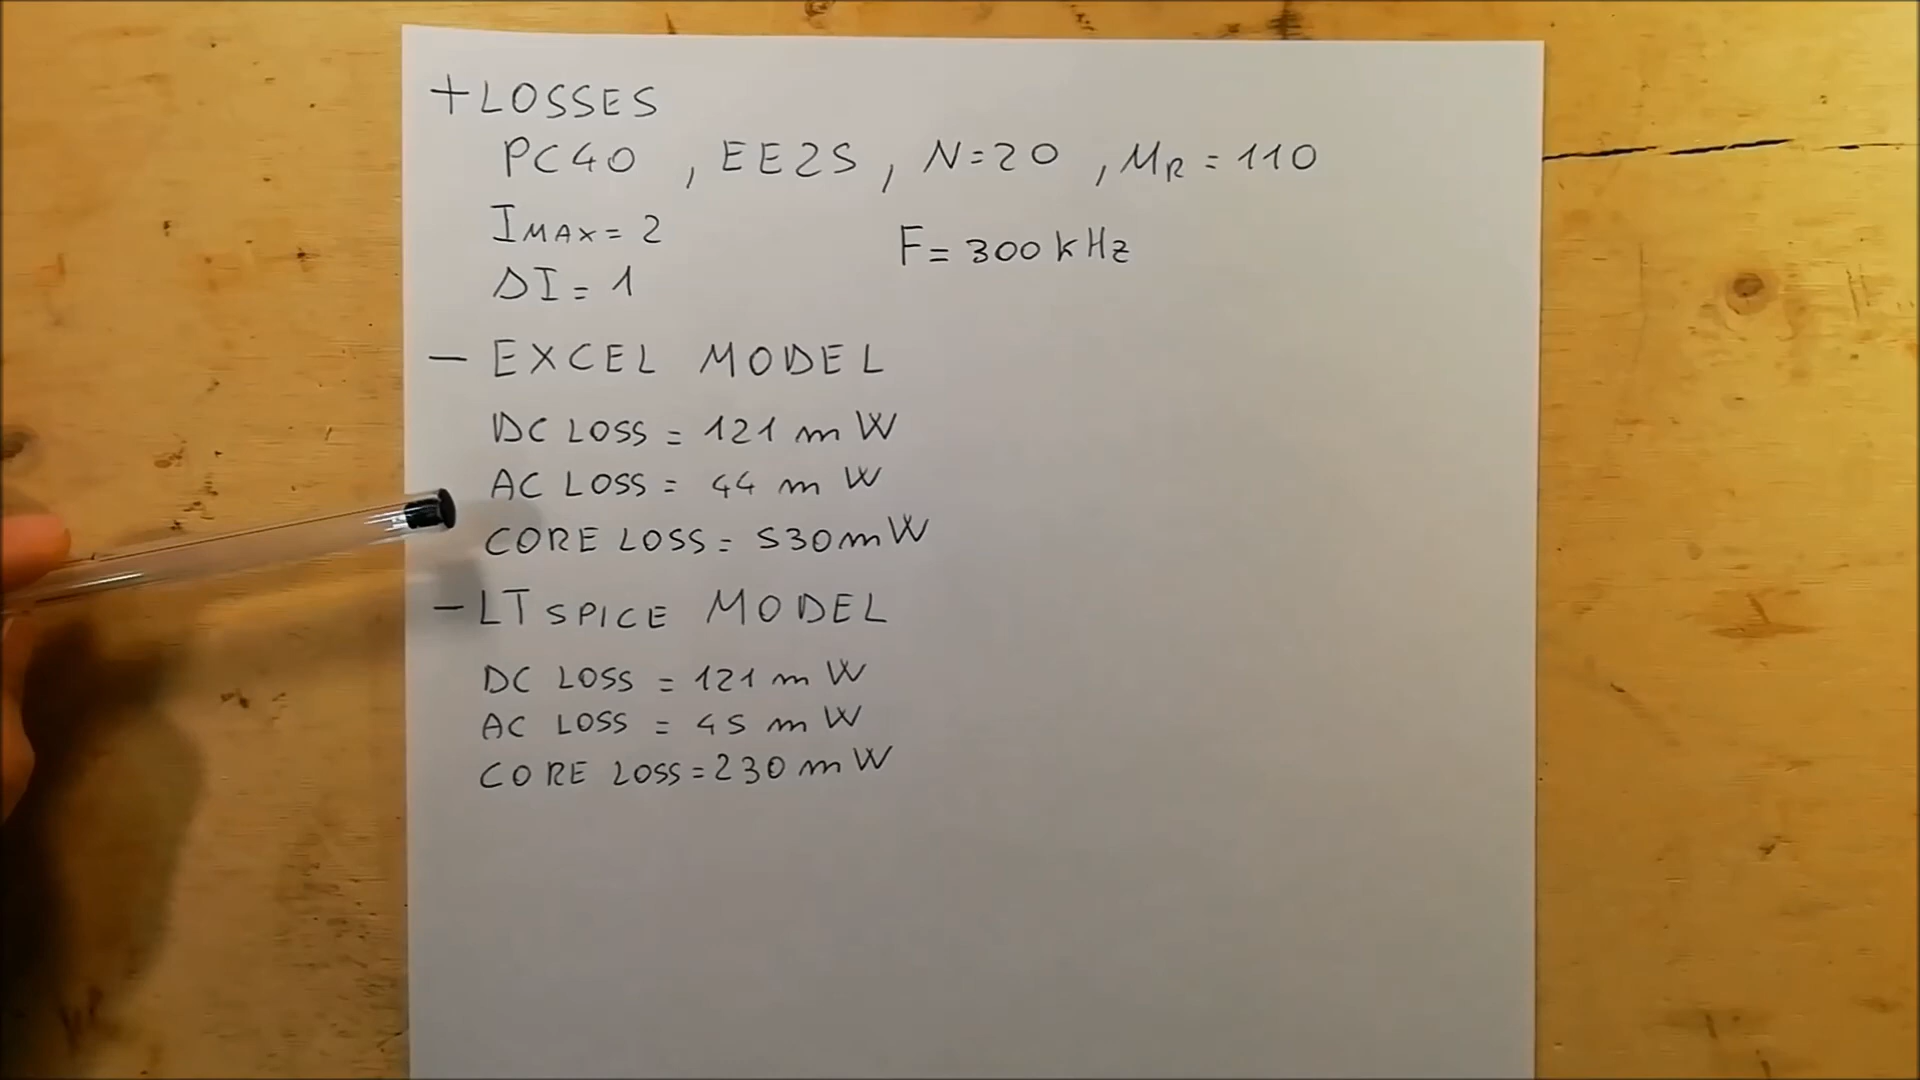 + LOSSES
PC40 , EE25 , N=20 , MR = 110
IMAX = 2
F = 300 kHz
ΔI = 1
- EXCEL MODEL
DC LOSS = 121 mW
AC LOSS = 44 mW
CORE LOSS = 530 mW
- LTSPICE MODEL
DC LOSS = 121 mW
AC LOSS = 45 mW
CORE LOSS = 230 mW